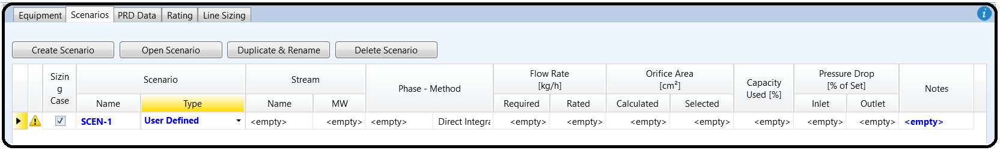 Equipment Scenarios PRD Data Rating Line Sizing
Create Scenario Open Scenario Duplicate & Rename Delete Scenario
Sizin
g
Case
Scenario
Name Type
Stream
Name MW
Phase - Method
Flow Rate
[kg/h]
Required Rated
Orifice Area
[cm²]
Calculated Selected
Capacity
Used [%]
Pressure Drop
[% of Set]
Inlet Outlet
Notes
SCEN-1 User Defined <empty> <empty> <empty> Direct Integra <empty> <empty> <empty> <empty> <empty> <empty> <empty> <empty>